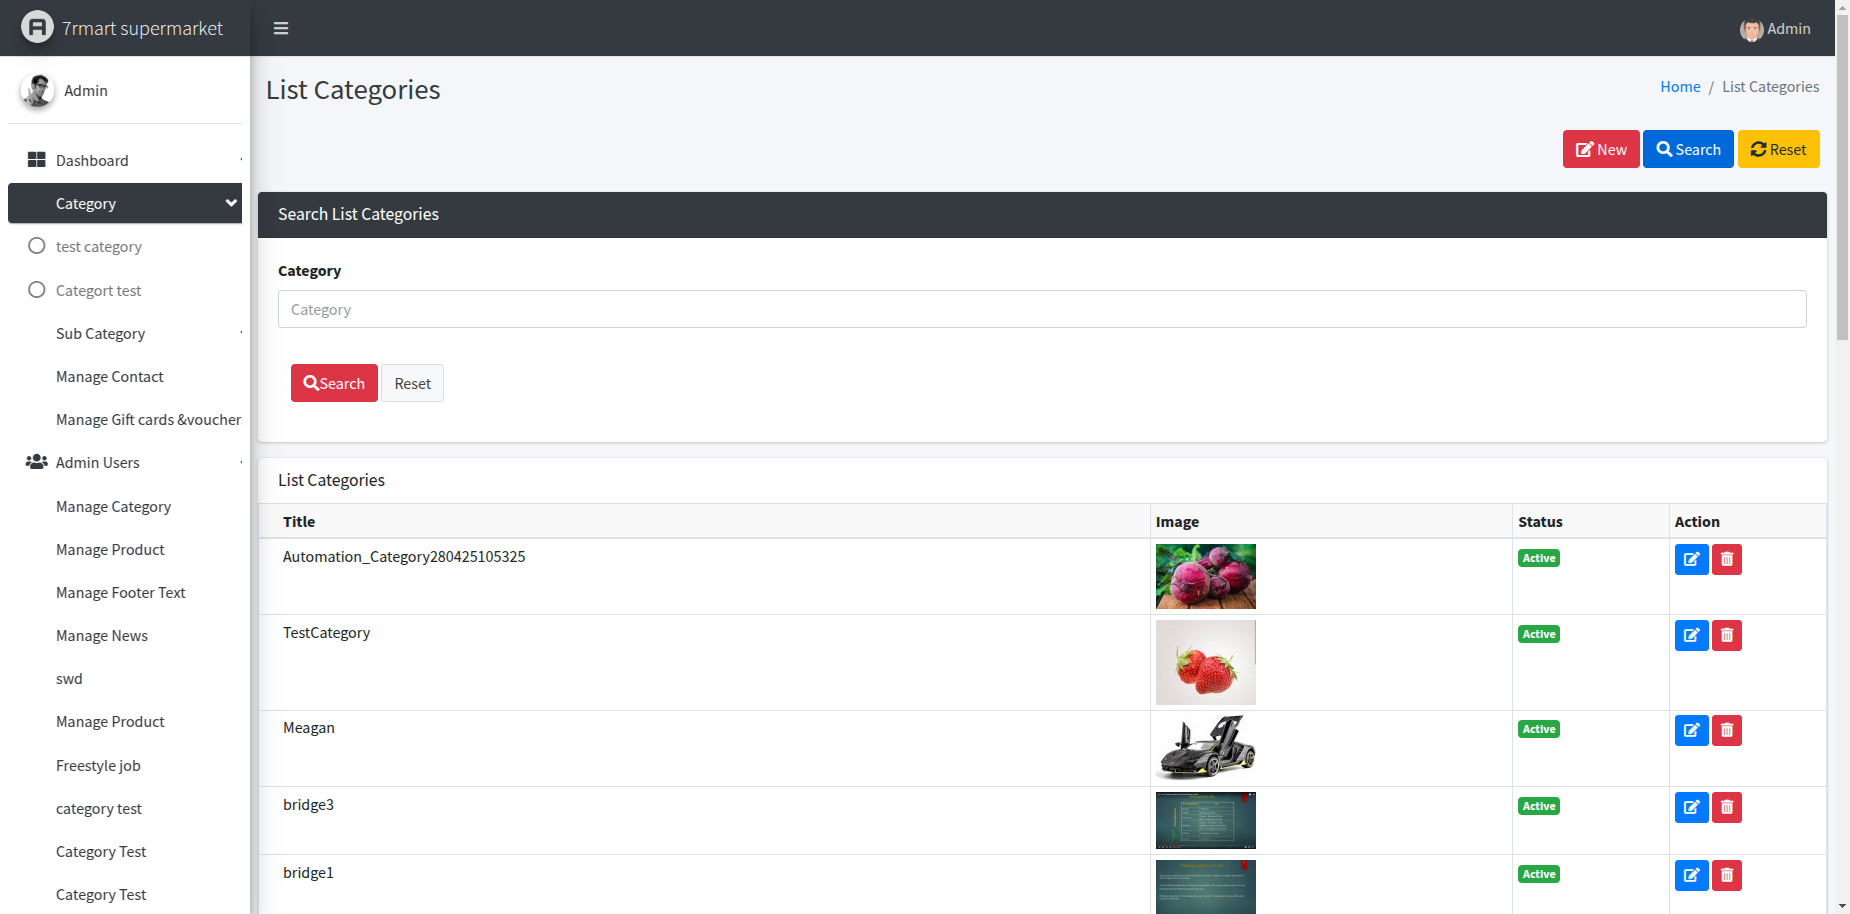 7rmart supermarket
Admin
Admin
Dashboard
Category
test category
Categort test
Sub Category
Manage Contact
Manage Gift cards &voucher
Admin Users
Manage Category
Manage Product
Manage Footer Text
Manage News
swd
Manage Product
Freestyle job
category test
Category Test
Category Test
List Categories
Home / List Categories
New Search Reset
Search List Categories
Category
Category
Search Reset
List Categories
Title Image Status Action
Automation_Category280425105325 Active
TestCategory Active
Meagan Active
bridge3 Active
bridge1 Active